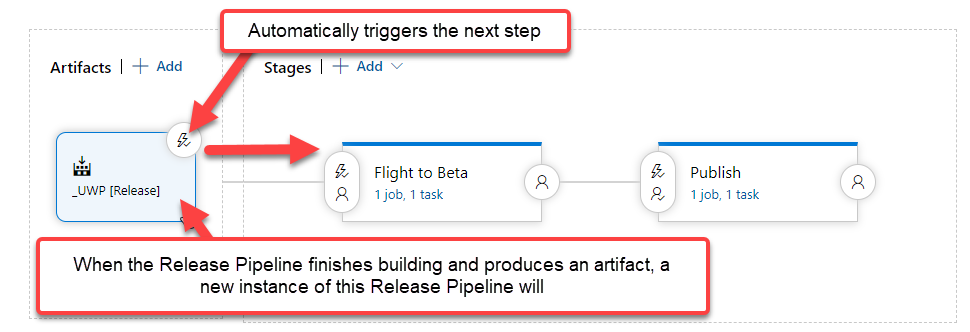 Automatically triggers the next step
Artifacts | + Add
Stages | + Add
_UWP [Release]
Flight to Beta
1 job, 1 task
Publish
1 job, 1 task
When the Release Pipeline finishes building and produces an artifact, a
new instance of this Release Pipeline will